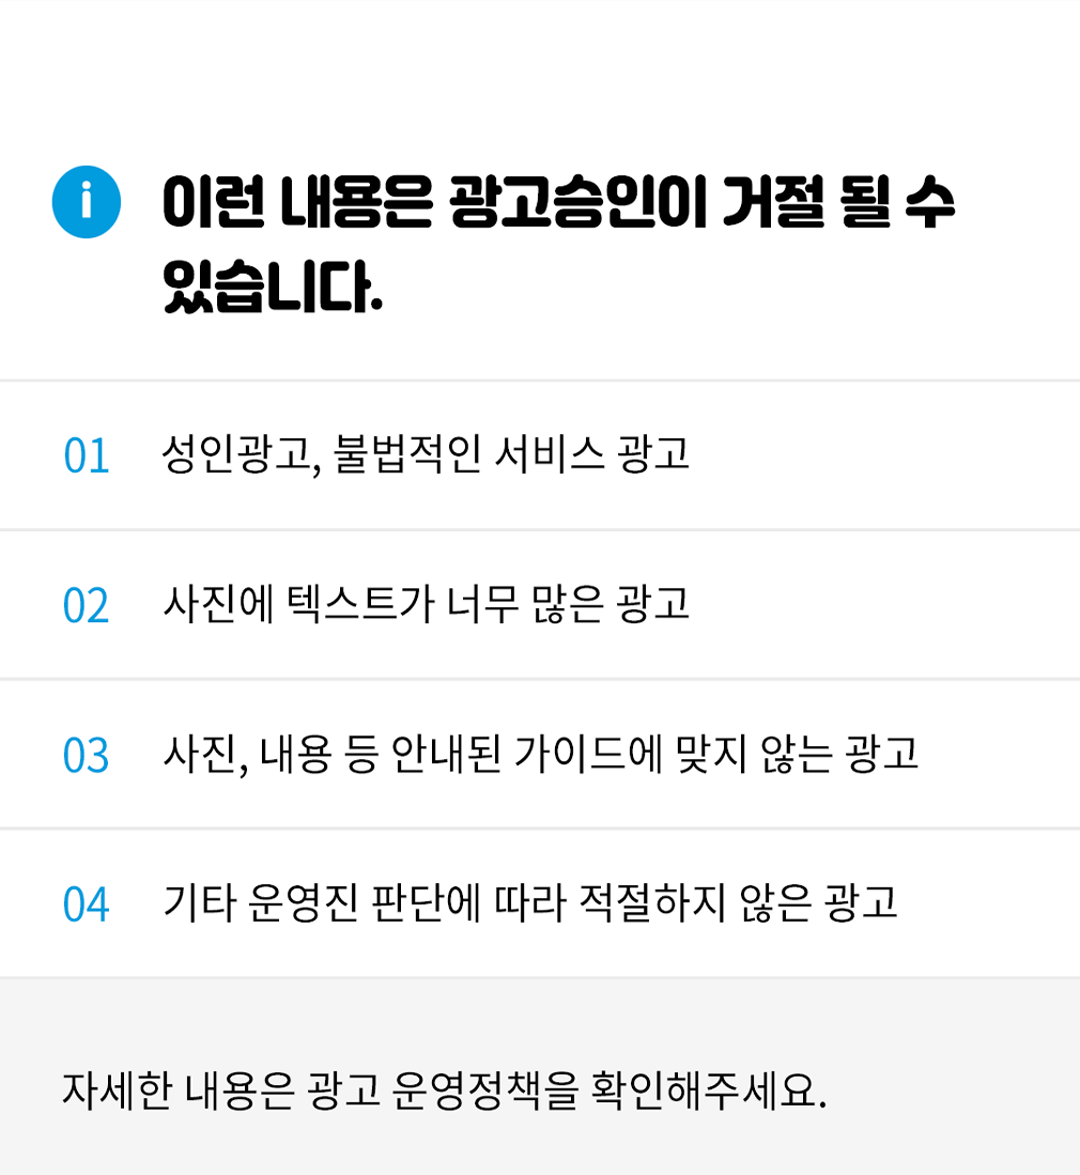 i 이런 내용은 광고승인이 거절 될 수
있습니다.
01 성인광고, 불법적인 서비스 광고
02 사진에 텍스트가 너무 많은 광고
03 사진, 내용 등 안내된 가이드에 맞지 않는 광고
04 기타 운영진 판단에 따라 적절하지 않은 광고
자세한 내용은 광고 운영정책을 확인해주세요.